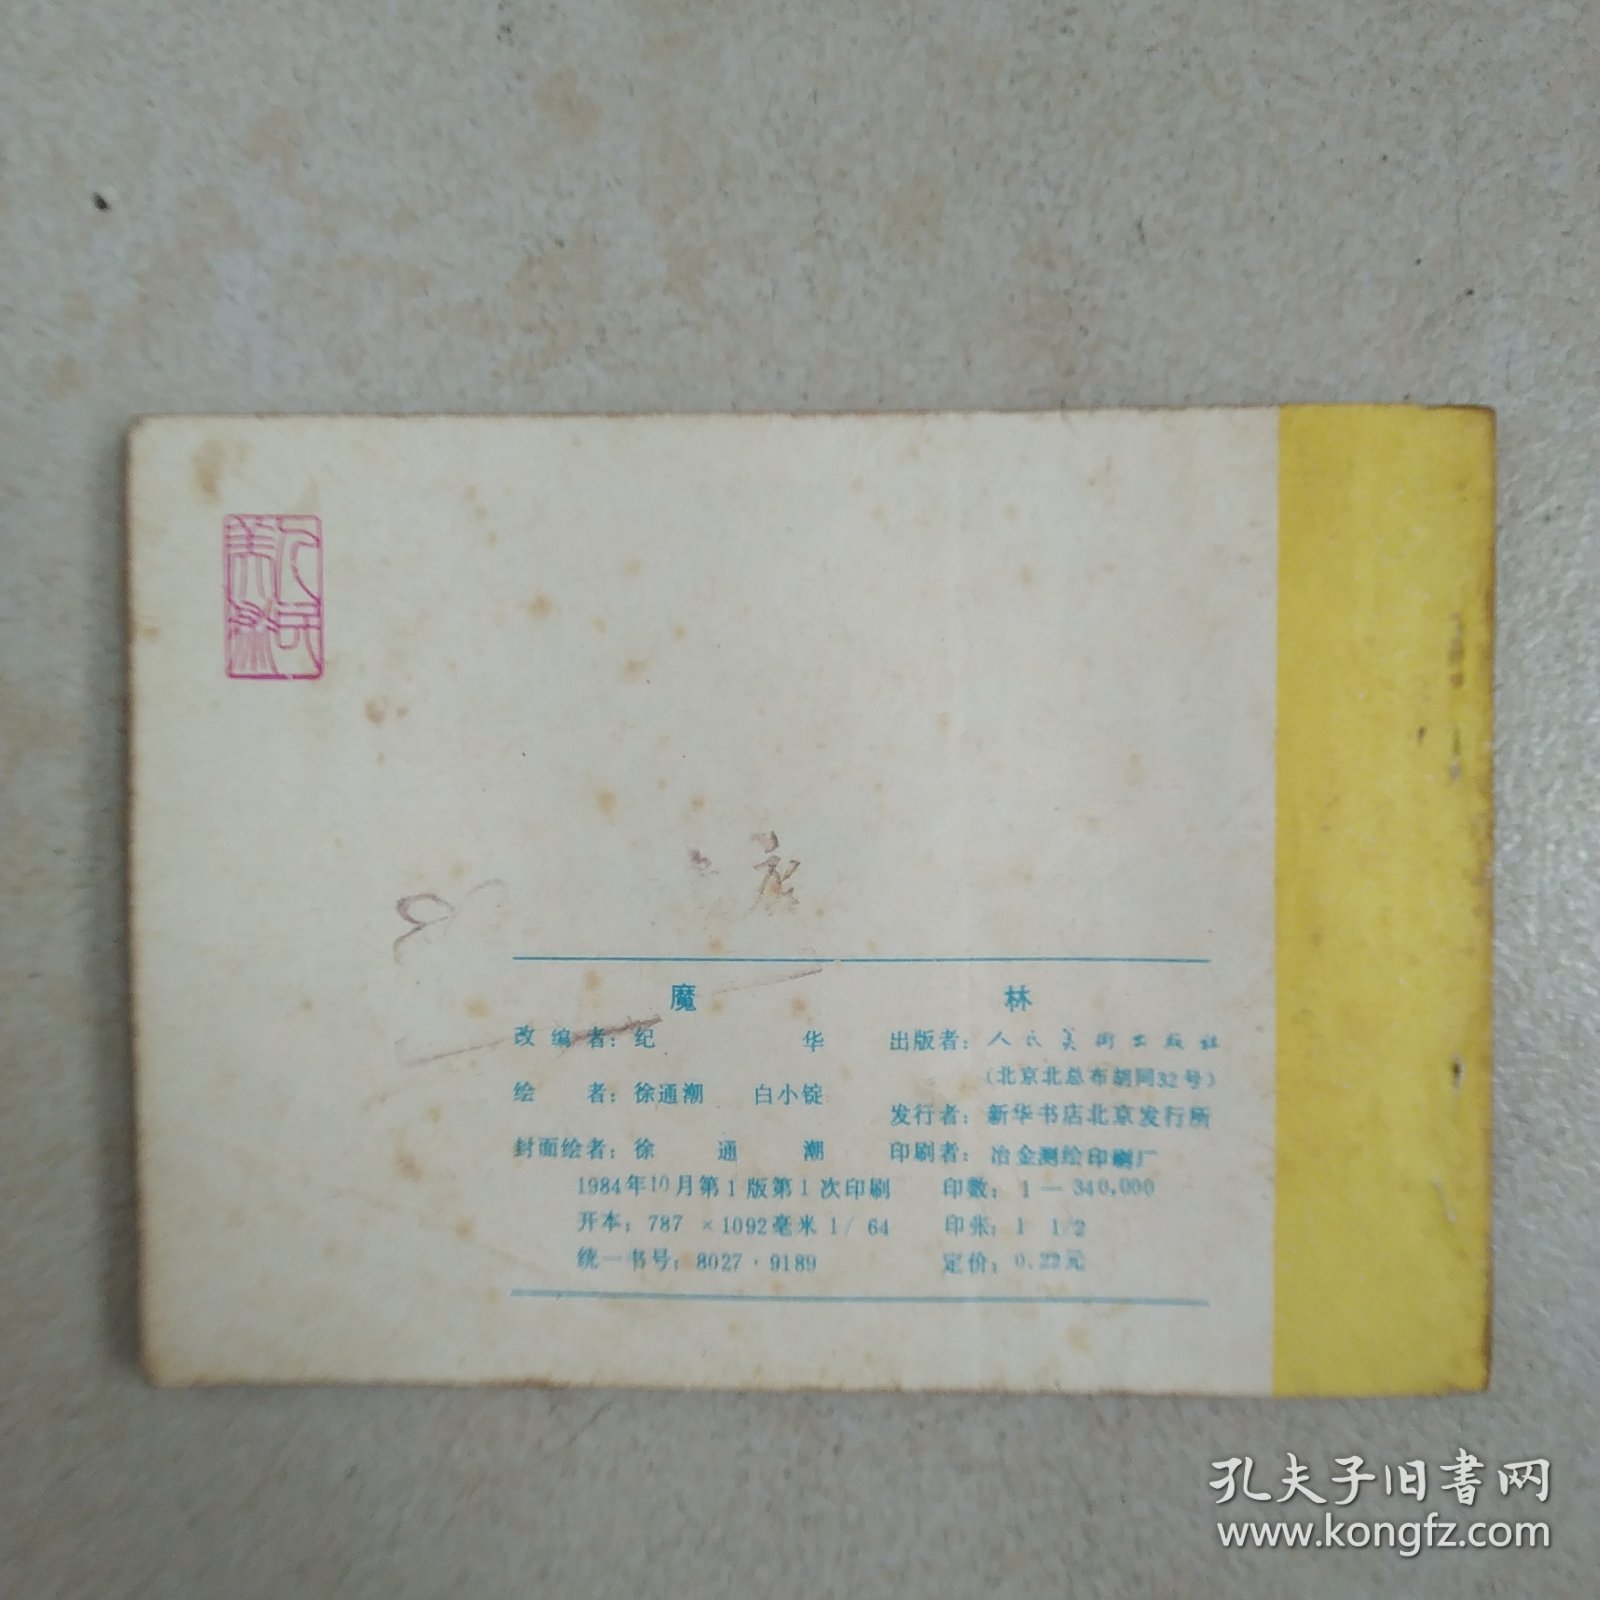 人民美术
魔 林
改编者：纪 华
绘 者：徐通潮 白小锭
封面绘者：徐 通 潮
出版者：人民美術出版社
（北京北总布胡同32号）
发行者：新华书店北京发行所
印刷者：冶金测绘印刷厂
1984年10月第1版第1次印刷 印数：1—340,000
开本：787×1092毫米 1/64 印张：1 1/2
统一书号：8027·9189 定价：0.22元
孔夫子旧書网
www.kongfz.com